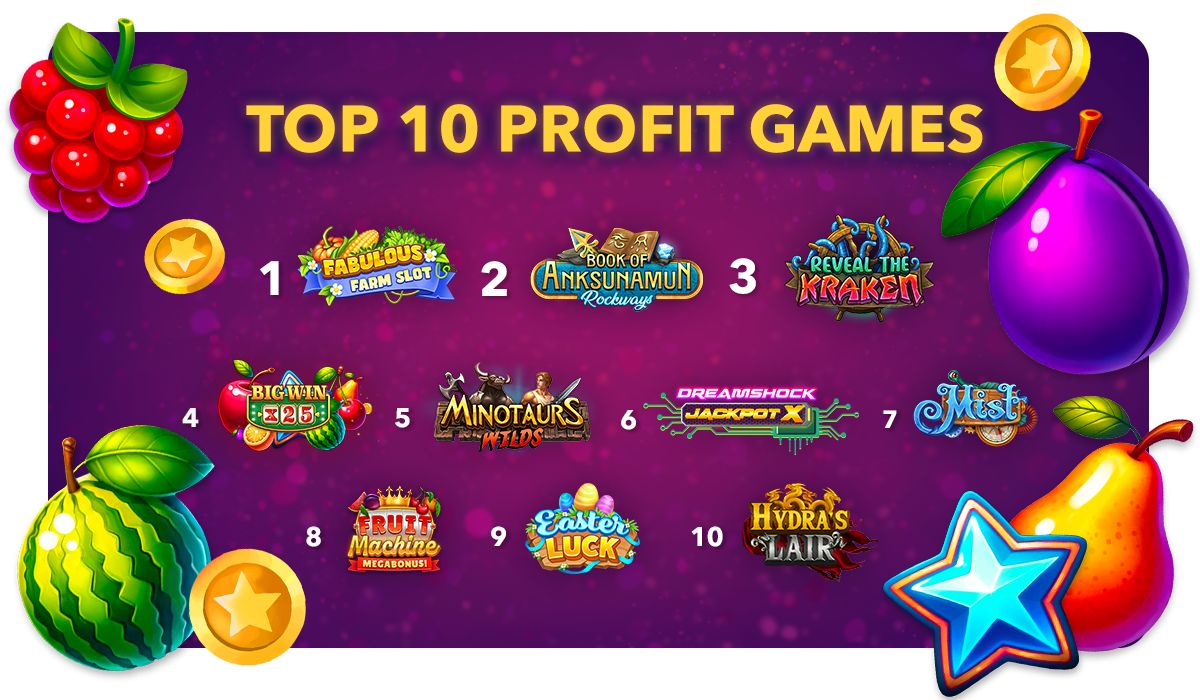 TOP 10 PROFIT GAMES
1 FABULOUS
FARM SLOT
2 BOOK OF
ANKSUNAMUN
Rockways
3 REVEAL THE
KRAKEN
4 BIG WIN
x25
5 MINOTAURS
WILDS
6 DREAMSHOCK
JACKPOT X
7 Mist
8 FRUIT
Machine
MEGABONUS!
9 Easter
LUCK
10 HYDRA'S
LAIR